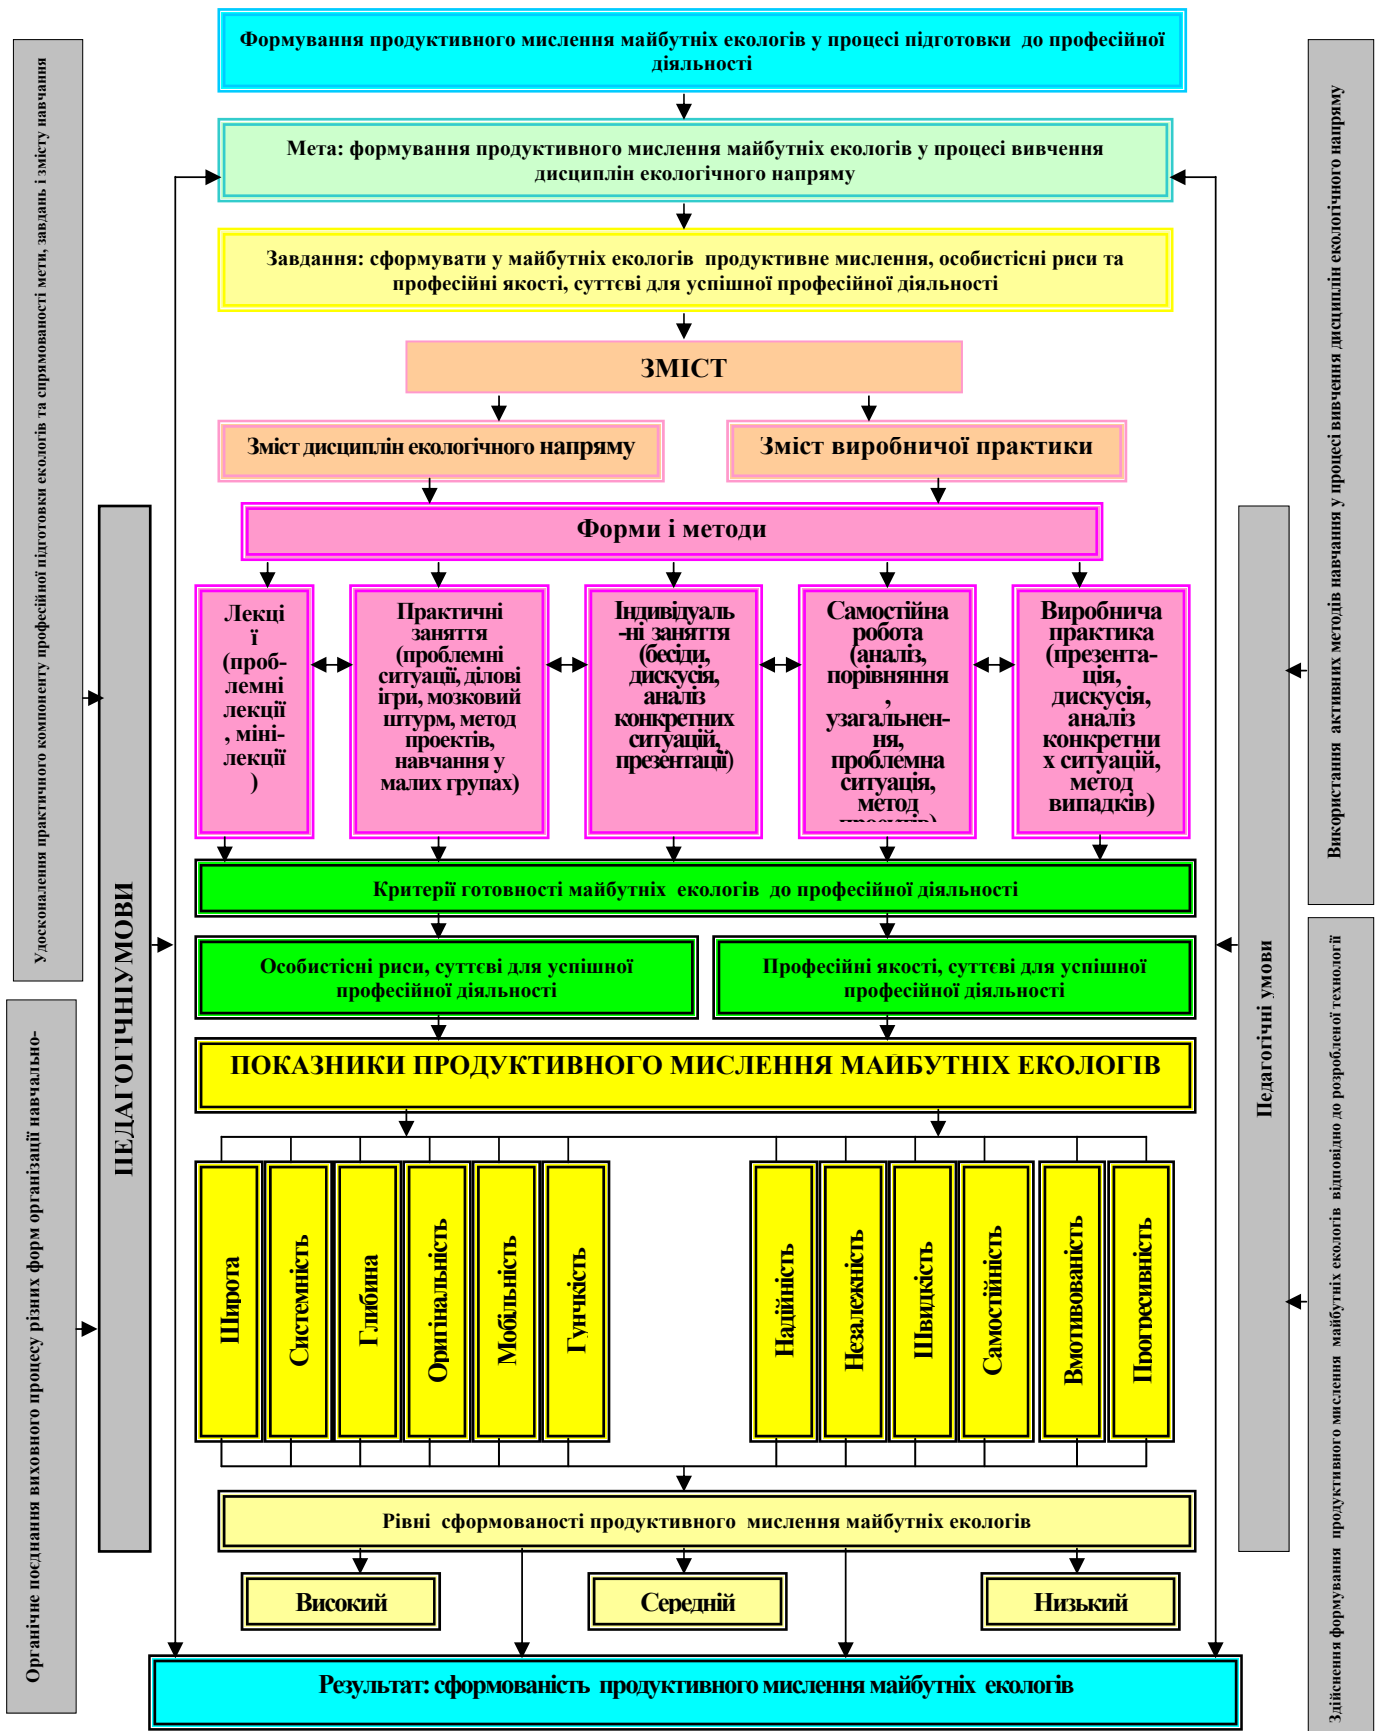 Формування продуктивного мислення майбутніх екологів у процесі підготовки до професійної
діяльності
Мета: формування продуктивного мислення майбутніх екологів у процесі вивчення
дисциплін екологічного напряму
Завдання: сформувати у майбутніх екологів продуктивне мислення, особистісні риси та
професійні якості, суттєві для успішної професійної діяльності
ЗМІСТ
Зміст дисциплін екологічного напряму
Зміст виробничої практики
Форми і методи
Лекці
ї
(проб-
лемні
лекції
, міні-
лекції
)
Практичні
заняття
(проблемні
ситуації, ділові
ігри, мозковий
штурм, метод
проектів,
навчання у
малих групах)
Індивідуаль
-ні заняття
(бесіди,
дискусія,
аналіз
конкретних
ситуацій,
презентації)
Самостійна
робота
(аналіз,
порівняння
,
узагальнен-
ня,
проблемна
ситуація,
метод
Виробнича
практика
(презента-
ція,
дискусія,
аналіз
конкретни
х ситуацій,
метод
випадків)
Критерії готовності майбутніх екологів до професійної діяльності
Особистісні риси, суттєві для успішної
професійної діяльності
Професійні якості, суттєві для успішної
професійної діяльності
ПОКАЗНИКИ ПРОДУКТИВНОГО МИСЛЕННЯ МАЙБУТНІХ ЕКОЛОГІВ
Широта
Системність
Глибина
Оригінальність
Мобільність
Гунчкість
Надійність
Незалежність
Швидкість
Самостійність
Вмотивованість
Прогресивність
Рівні сформованості продуктивного мислення майбутніх екологів
Високий
Середній
Низький
Результат: сформованість продуктивного мислення майбутніх екологів
Удосконалення практичного компоненту професійної підготовки екологів та спрямованості мети, завдань і змісту навчання
Органічне поєднання виховного процесу різних форм організації навчально-
ПЕДАГОГІЧНІУМОВИ
Педагогічні умови
Використання активних методів навчання у процесі вивчення дисциплін екологічного напряму
Здійснення формування продуктивного мислення майбутніх екологів відповідно до розробленої технології